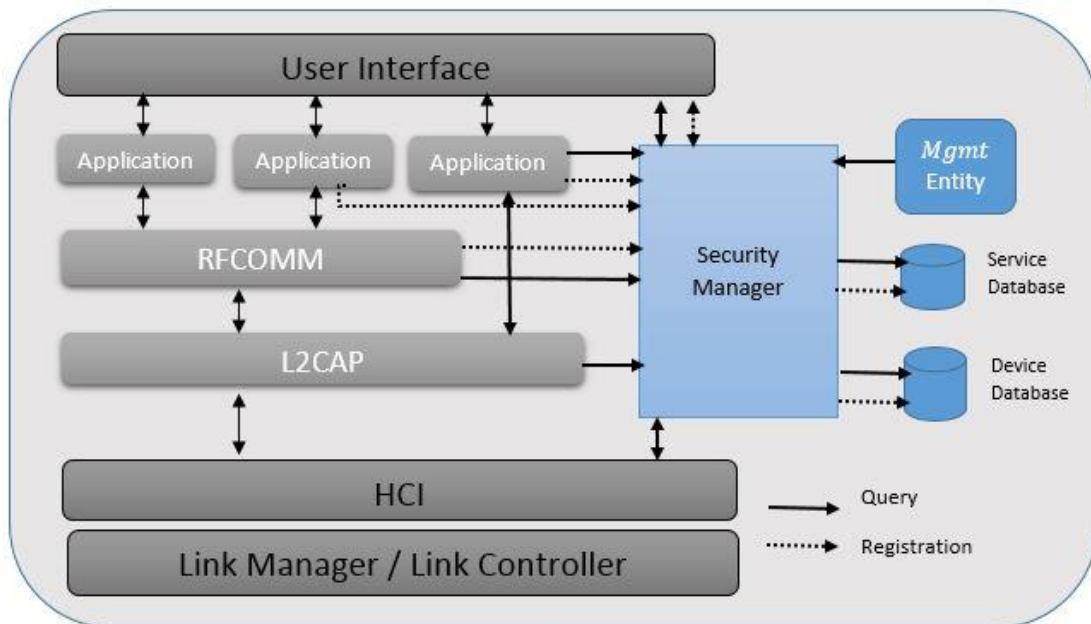 User Interface
Application
Application
Application
Mgmt
Entity
RFCOMM
Security
Manager
Service
Database
L2CAP
Device
Database
HCI
Query
Link Manager / Link Controller
Registration